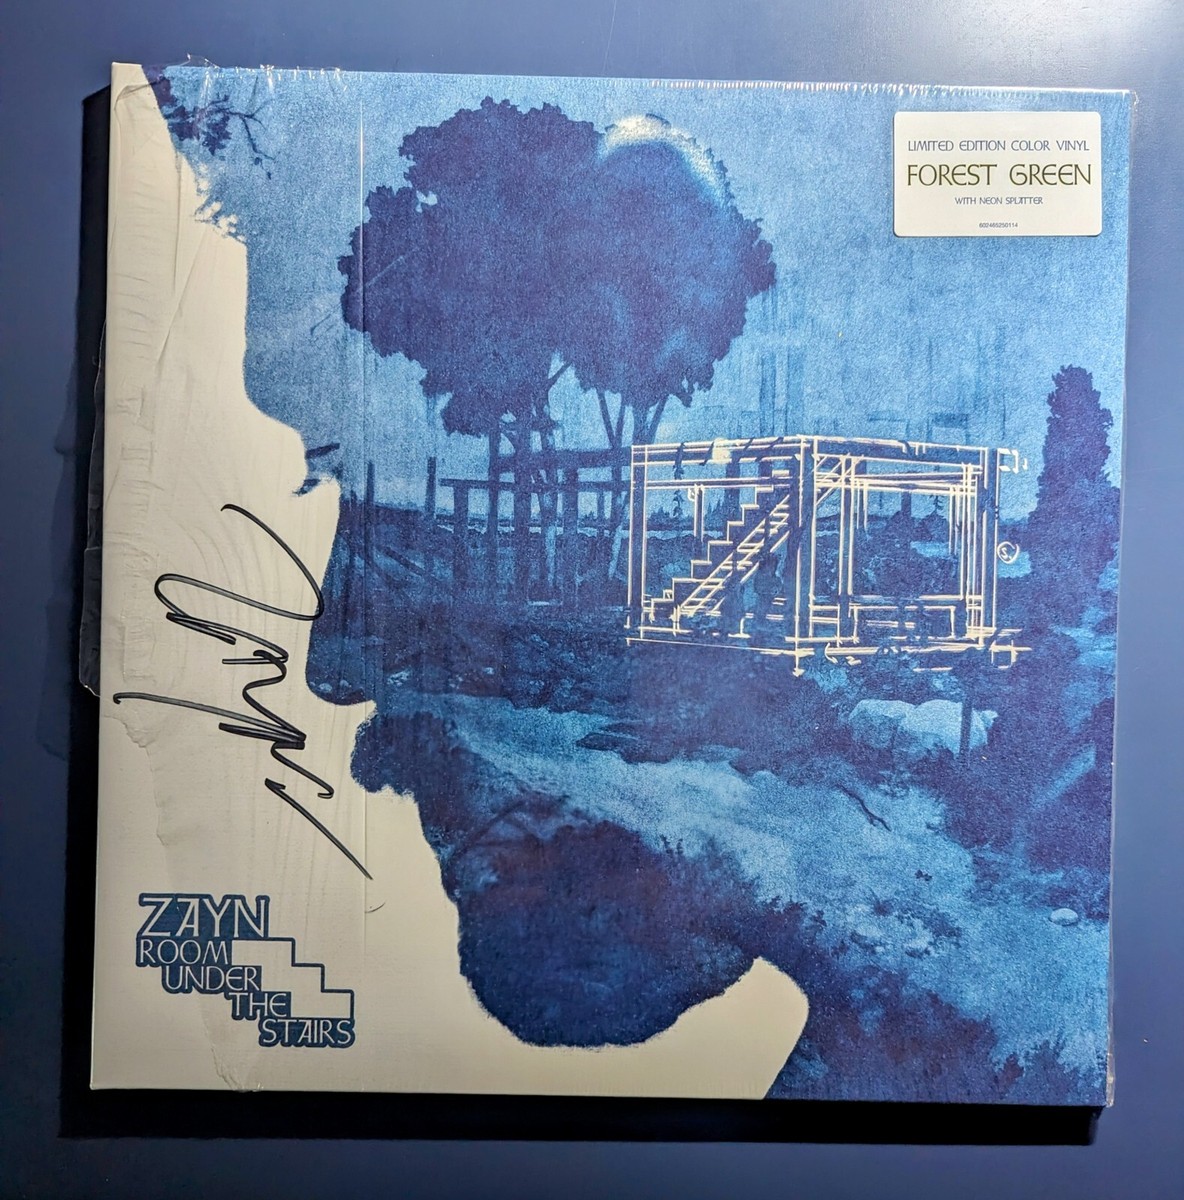 LIMITED EDITION COLOR VINYL
FOREST GREEN
WITH NEON SPLATTER
602465250114
ZAYN
ROOM
UNDER
THE
STAIRS